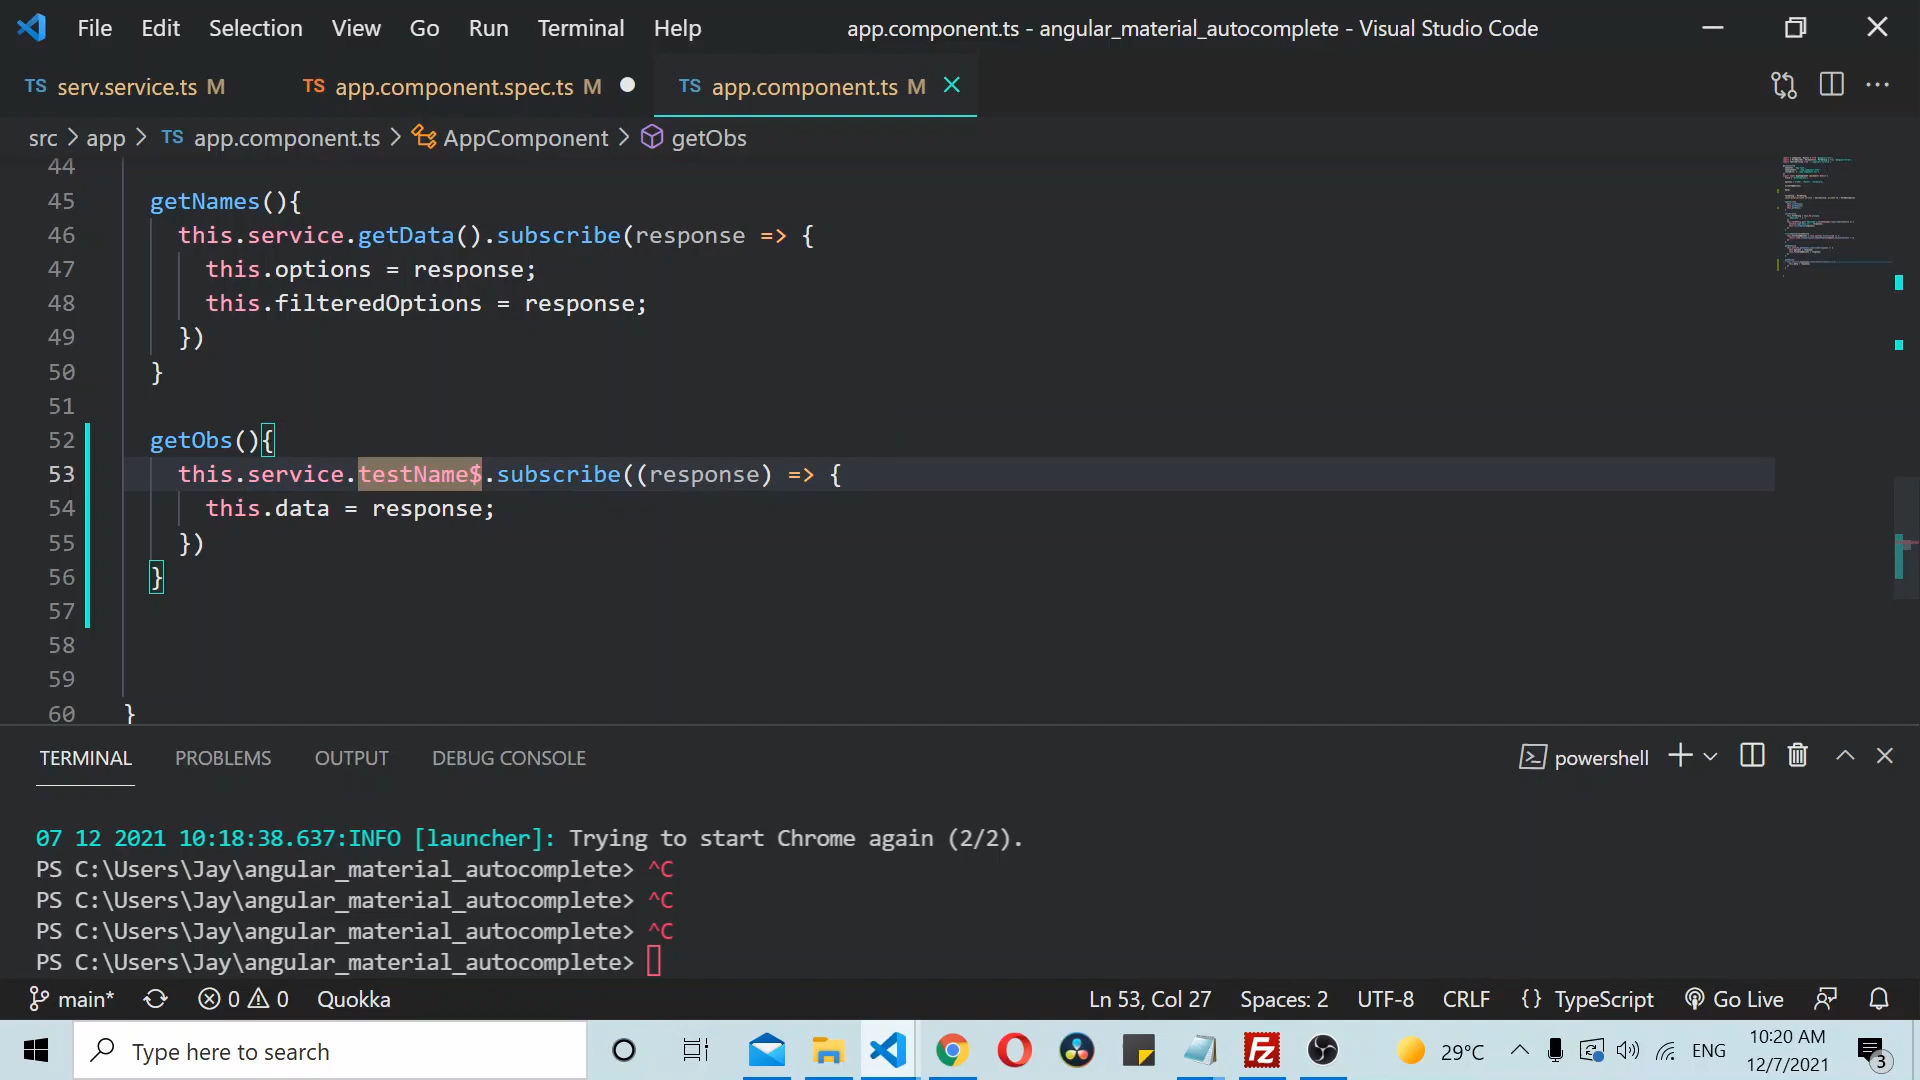 File Edit Selection View Go Run Terminal Help app.component.ts - angular_material_autocomplete - Visual Studio Code
TS serv.service.ts M TS app.component.spec.ts M TS app.component.ts M
src > app > TS app.component.ts > AppComponent > getObs
44
45 getNames(){
46 this.service.getData().subscribe(response => {
47 this.options = response;
48 this.filteredOptions = response;
49 })
50 }
51
52 getObs(){
53 this.service.testName$.subscribe((response) => {
54 this.data = response;
55 })
56 }
57
58
59
60 }
TERMINAL PROBLEMS OUTPUT DEBUG CONSOLE powershell
07 12 2021 10:18:38.637:INFO [launcher]: Trying to start Chrome again (2/2).
PS C:\Users\Jay\angular_material_autocomplete> ^C
PS C:\Users\Jay\angular_material_autocomplete> ^C
PS C:\Users\Jay\angular_material_autocomplete> ^C
PS C:\Users\Jay\angular_material_autocomplete>
main* 0 0 Quokka Ln 53, Col 27 Spaces: 2 UTF-8 CRLF {} TypeScript Go Live
Type here to search Fz 29°C ENG 10:20 AM
12/7/2021 3